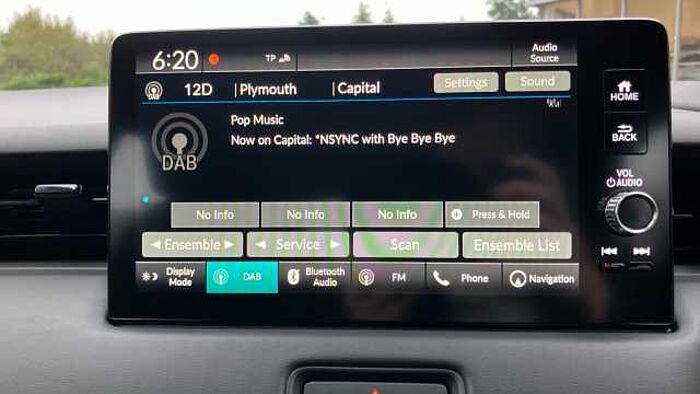 6:20 TP Audio Source
DAB 12D |Plymouth |Capital Settings Sound
HOME
Pop Music
Now on Capital: *NSYNC with Bye Bye Bye
DAB
BACK
VOL
AUDIO
No Info No Info No Info Press & Hold
Ensemble Service Scan Ensemble List
Display Mode DAB Bluetooth Audio FM Phone Navigation